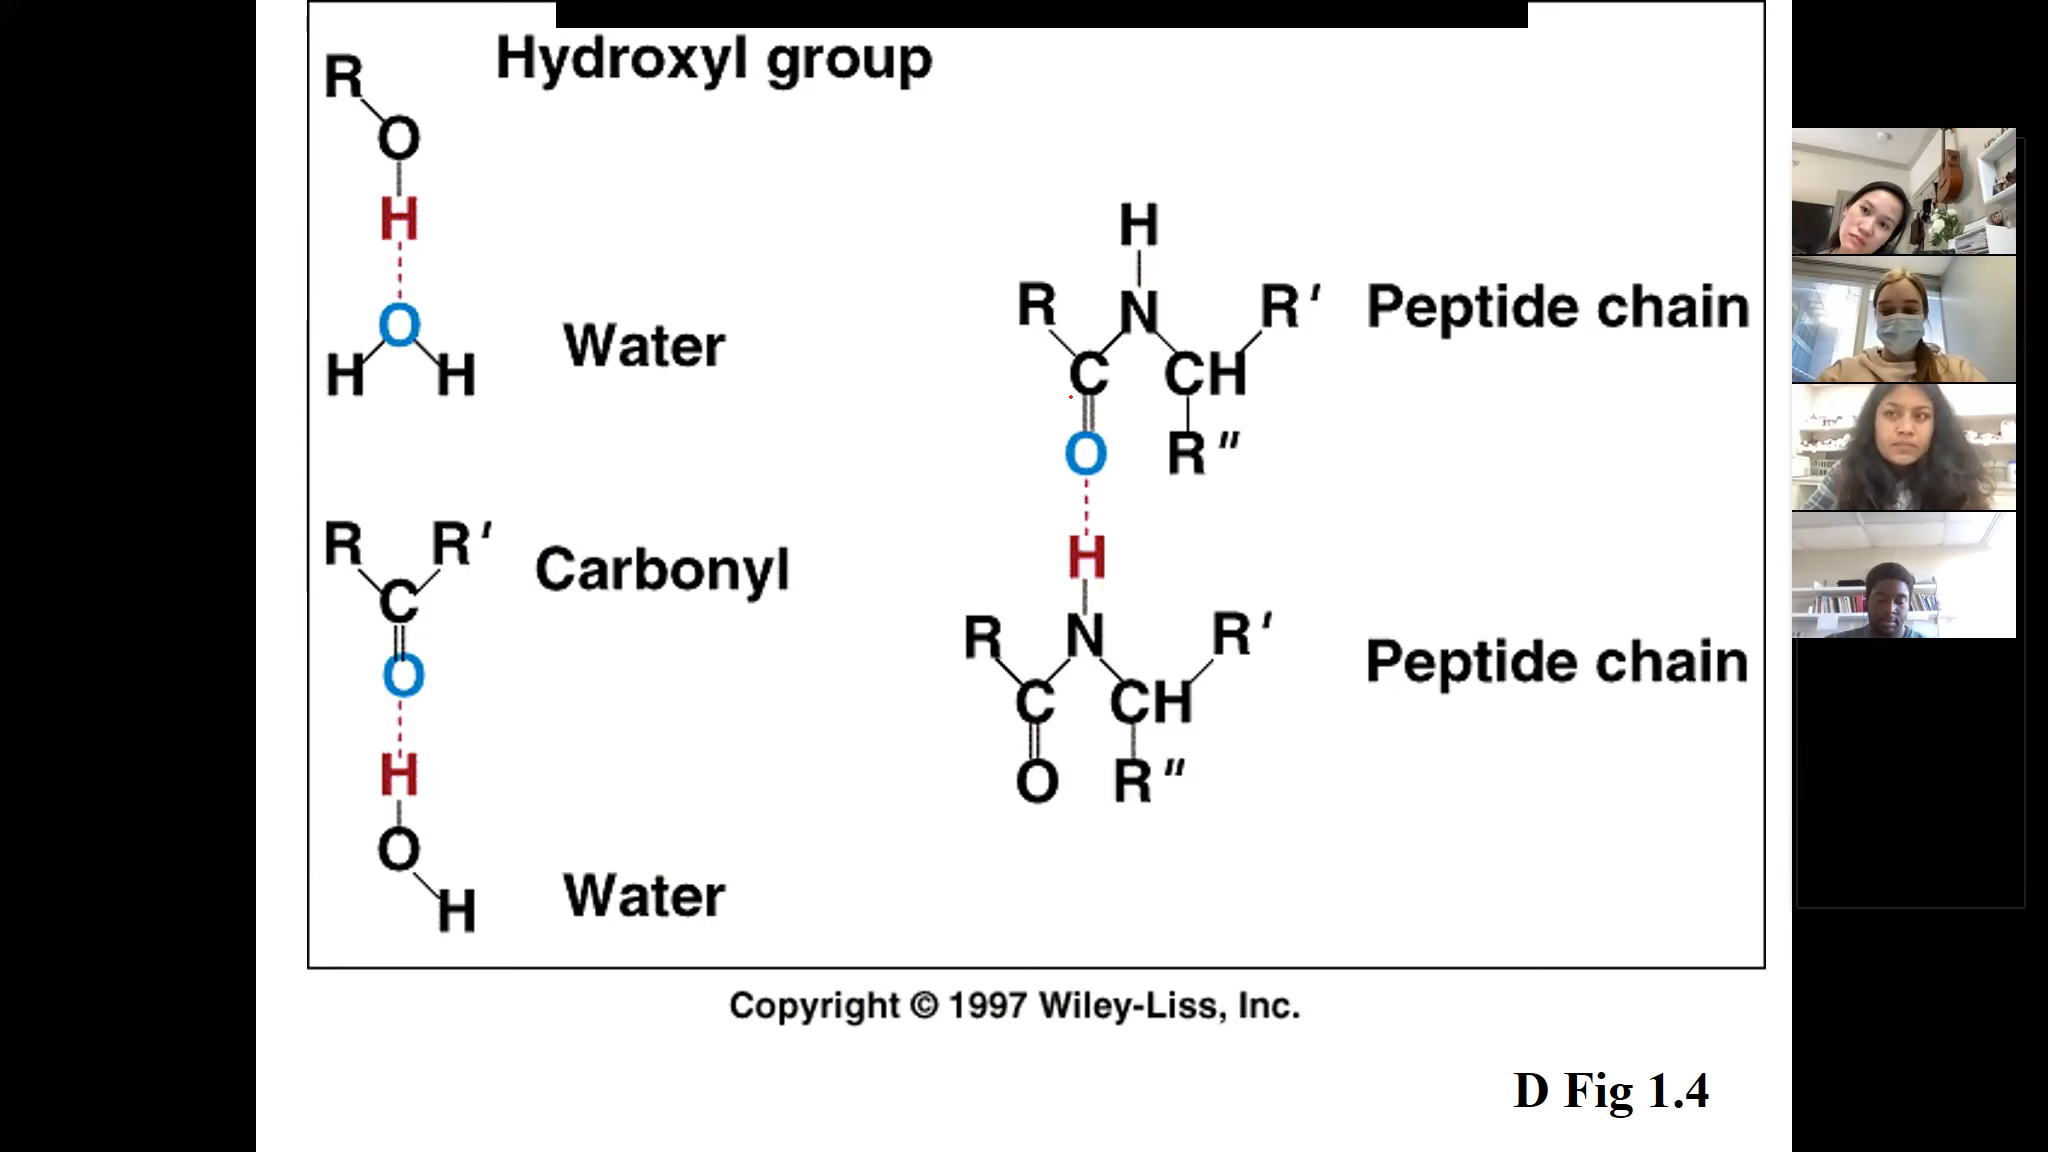 Hydroxyl group
R
O
H
O
H H
Water
R R'
C
O
Carbonyl
H
O
H
Water
H
R N R'
C CH
O R"
Peptide chain
H
R N R'
C CH
O R"
Peptide chain
Copyright © 1997 Wiley-Liss, Inc.
D Fig 1.4